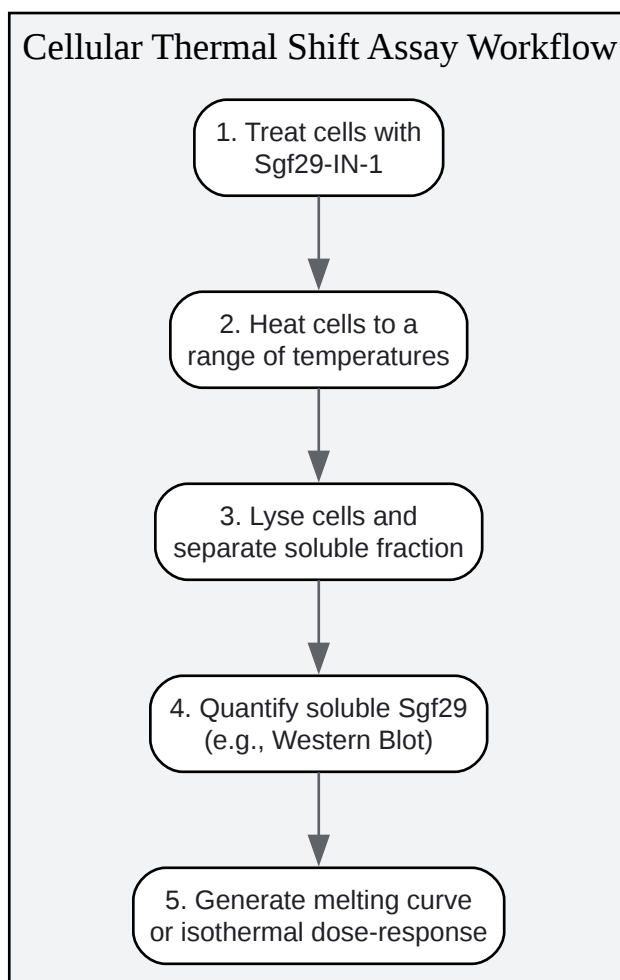 Cellular Thermal Shift Assay Workflow
1. Treat cells with
Sgf29-IN-1
2. Heat cells to a
range of temperatures
3. Lyse cells and
separate soluble fraction
4. Quantify soluble Sgf29
(e.g., Western Blot)
5. Generate melting curve
or isothermal dose-response